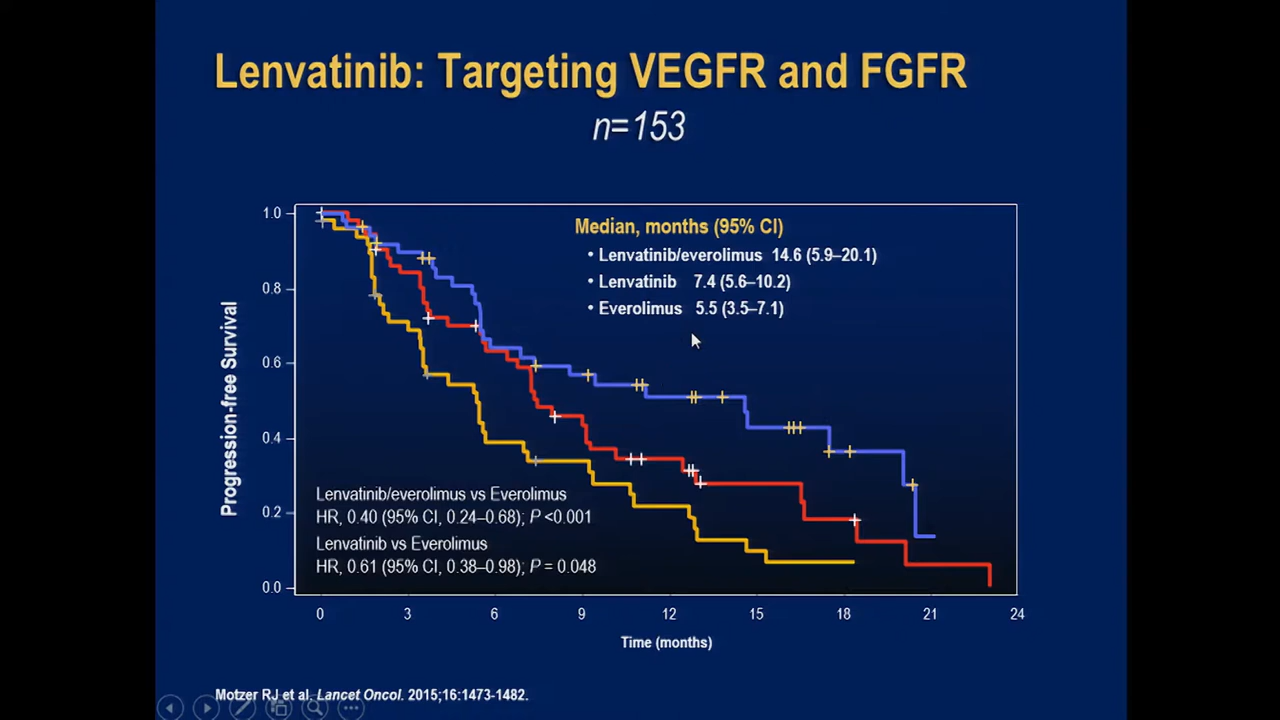 Lenvatinib: Targeting VEGFR and FGFR
n=153
Median, months (95% CI)
• Lenvatinib/everolimus 14.6 (5.9–20.1)
• Lenvatinib 7.4 (5.6–10.2)
• Everolimus 5.5 (3.5–7.1)
Progression-free Survival
1.0
0.8
0.6
0.4
0.2
0.0
Lenvatinib/everolimus vs Everolimus
HR, 0.40 (95% CI, 0.24–0.68); P <0.001
Lenvatinib vs Everolimus
HR, 0.61 (95% CI, 0.38–0.98); P = 0.048
0 3 6 9 12 15 18 21 24
Time (months)
Motzer RJ et al. Lancet Oncol. 2015;16:1473-1482.